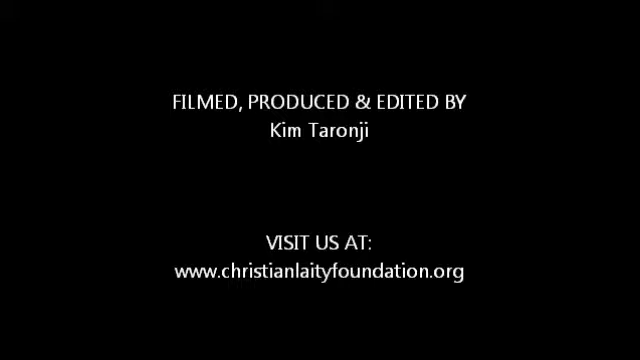 FILMED, PRODUCED & EDITED BY
Kim Taronji
VISIT US AT:
www.christianlaityfoundation.org